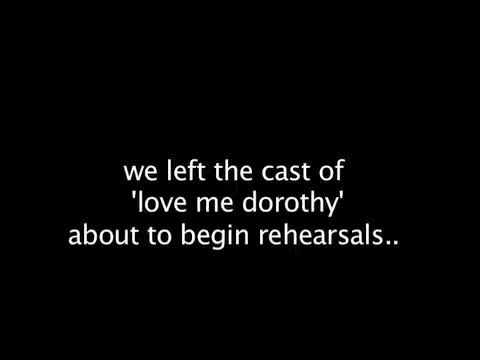 we left the cast of
'love me dorothy'
about to begin rehearsals..